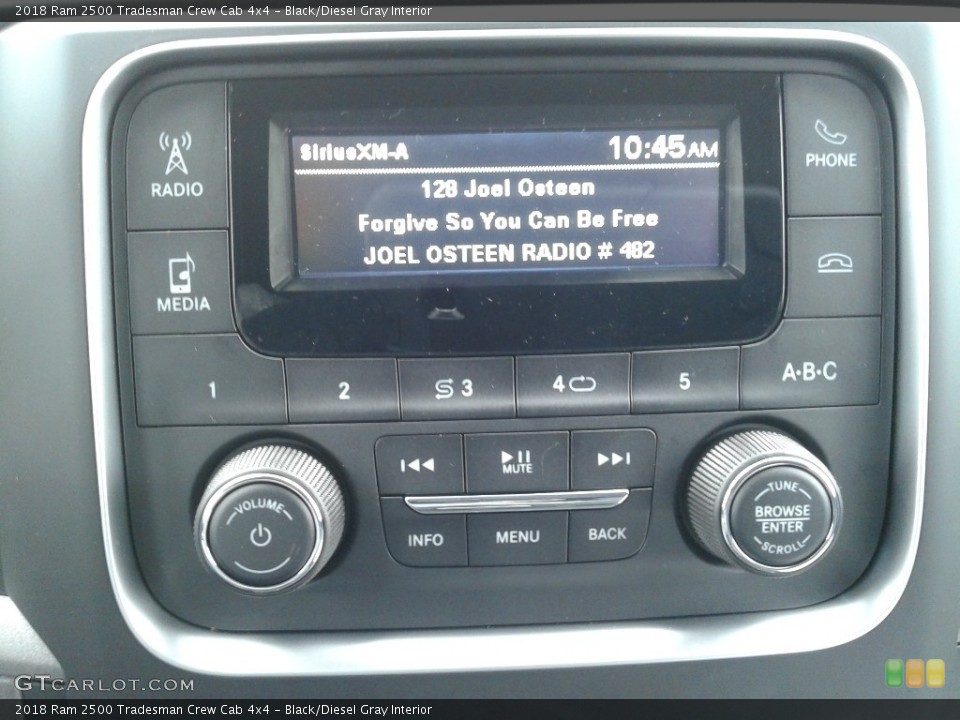 2018 Ram 2500 Tradesman Crew Cab 4x4 - Black/Diesel Gray Interior
SiriusXM-A 10:45AM
128 Joel Osteen
Forgive So You Can Be Free
JOEL OSTEEN RADIO # 482
RADIO
PHONE
MEDIA
1
2
3
4
5
A·B·C
VOLUME
MUTE
INFO
MENU
BACK
TUNE
BROWSE
ENTER
SCROLL
GTCARLOT.COM
2018 Ram 2500 Tradesman Crew Cab 4x4 - Black/Diesel Gray Interior